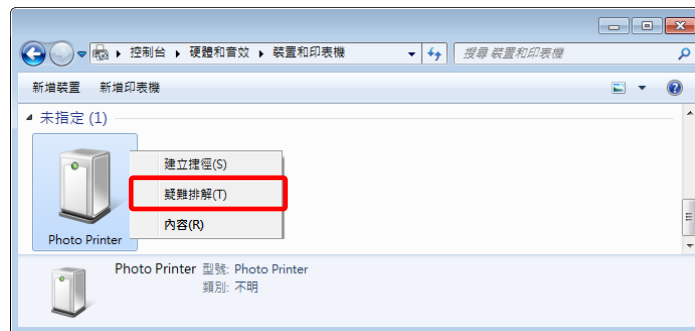 控制台 ▸ 硬體和音效 ▸ 裝置和印表機
搜尋 裝置和印表機
新增裝置 新增印表機
未指定 (1)
建立捷徑(S)
疑難排解(T)
內容(R)
Photo Printer
Photo Printer 型號: Photo Printer
類別: 不明